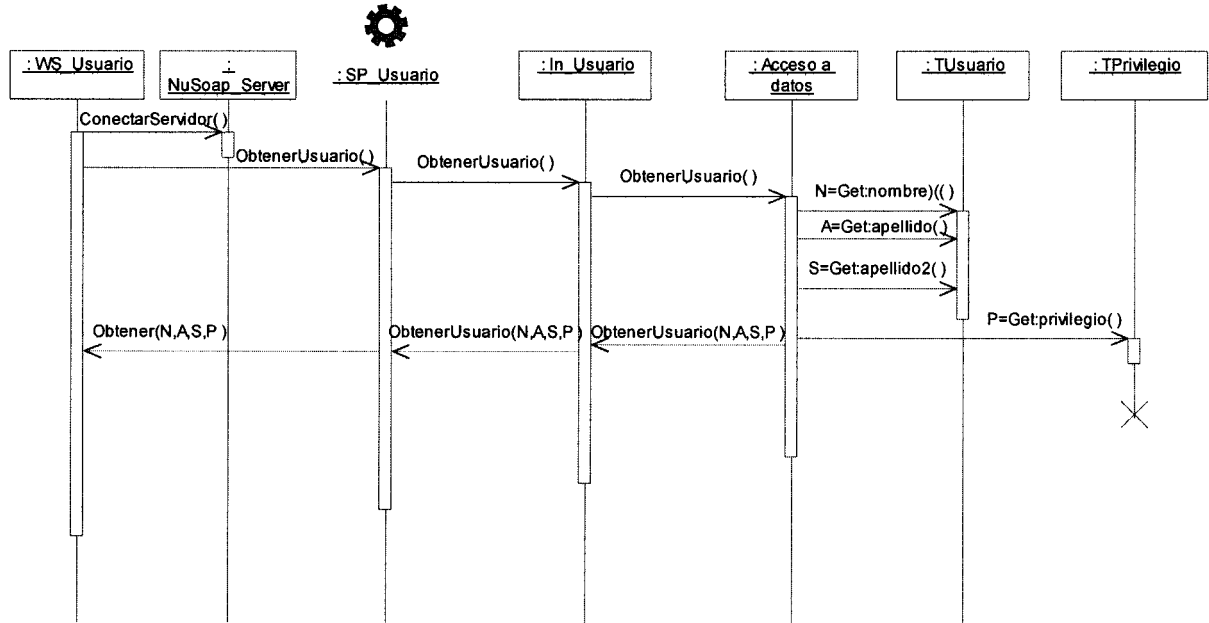 : WS_Usuario
:
NuSoap_Server
: SP_Usuario
: In_Usuario
: Acceso a
datos
: TUsuario
: TPrivilegio
ConectarServidor( )
ObtenerUsuario( )
ObtenerUsuario( )
ObtenerUsuario( )
N=Get:nombre)(( )
A=Get:apellido( )
S=Get:apellido2( )
P=Get:privilegio( )
Obtener(N,A,S,P )
ObtenerUsuario(N,A,S,P )
ObtenerUsuario(N,A,S,P )